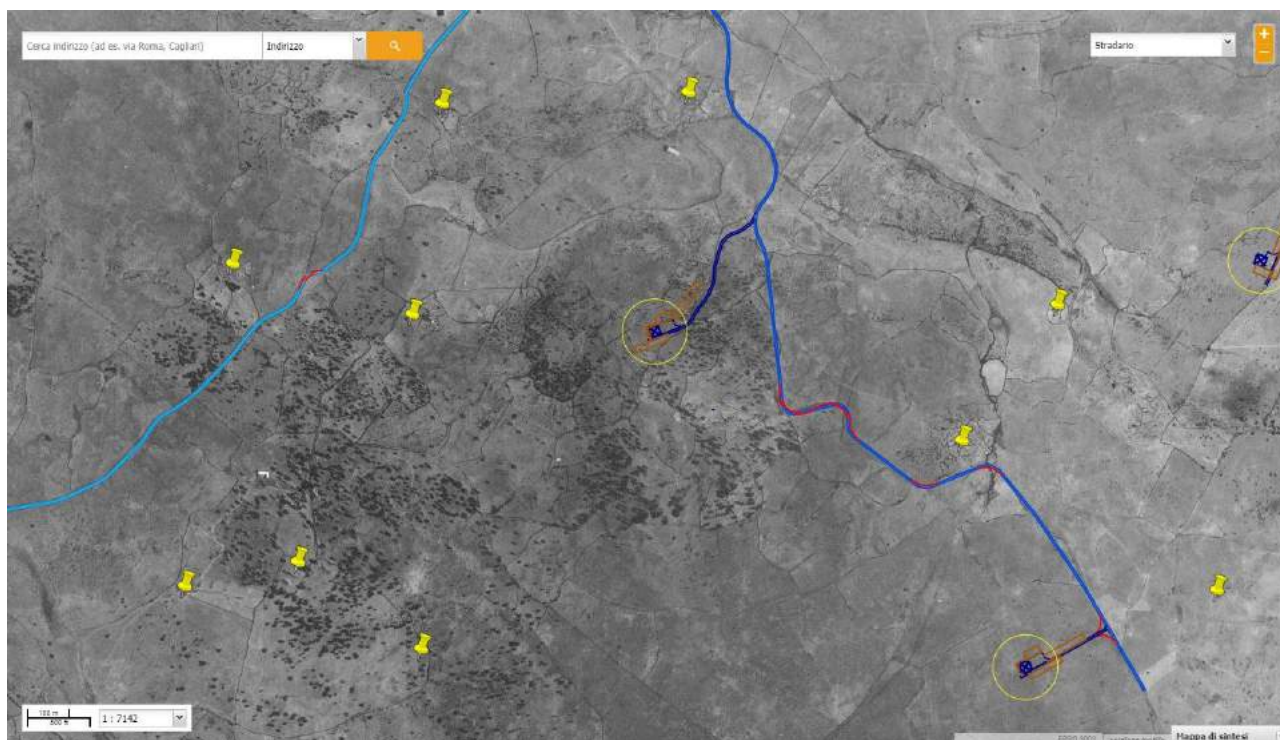 Cerca indirizzo (ad es. via Roma, Cagliari)
Indirizzo
Stradario
+
−
100 m
500 ft
1 : 7142
Mappa di sintesi